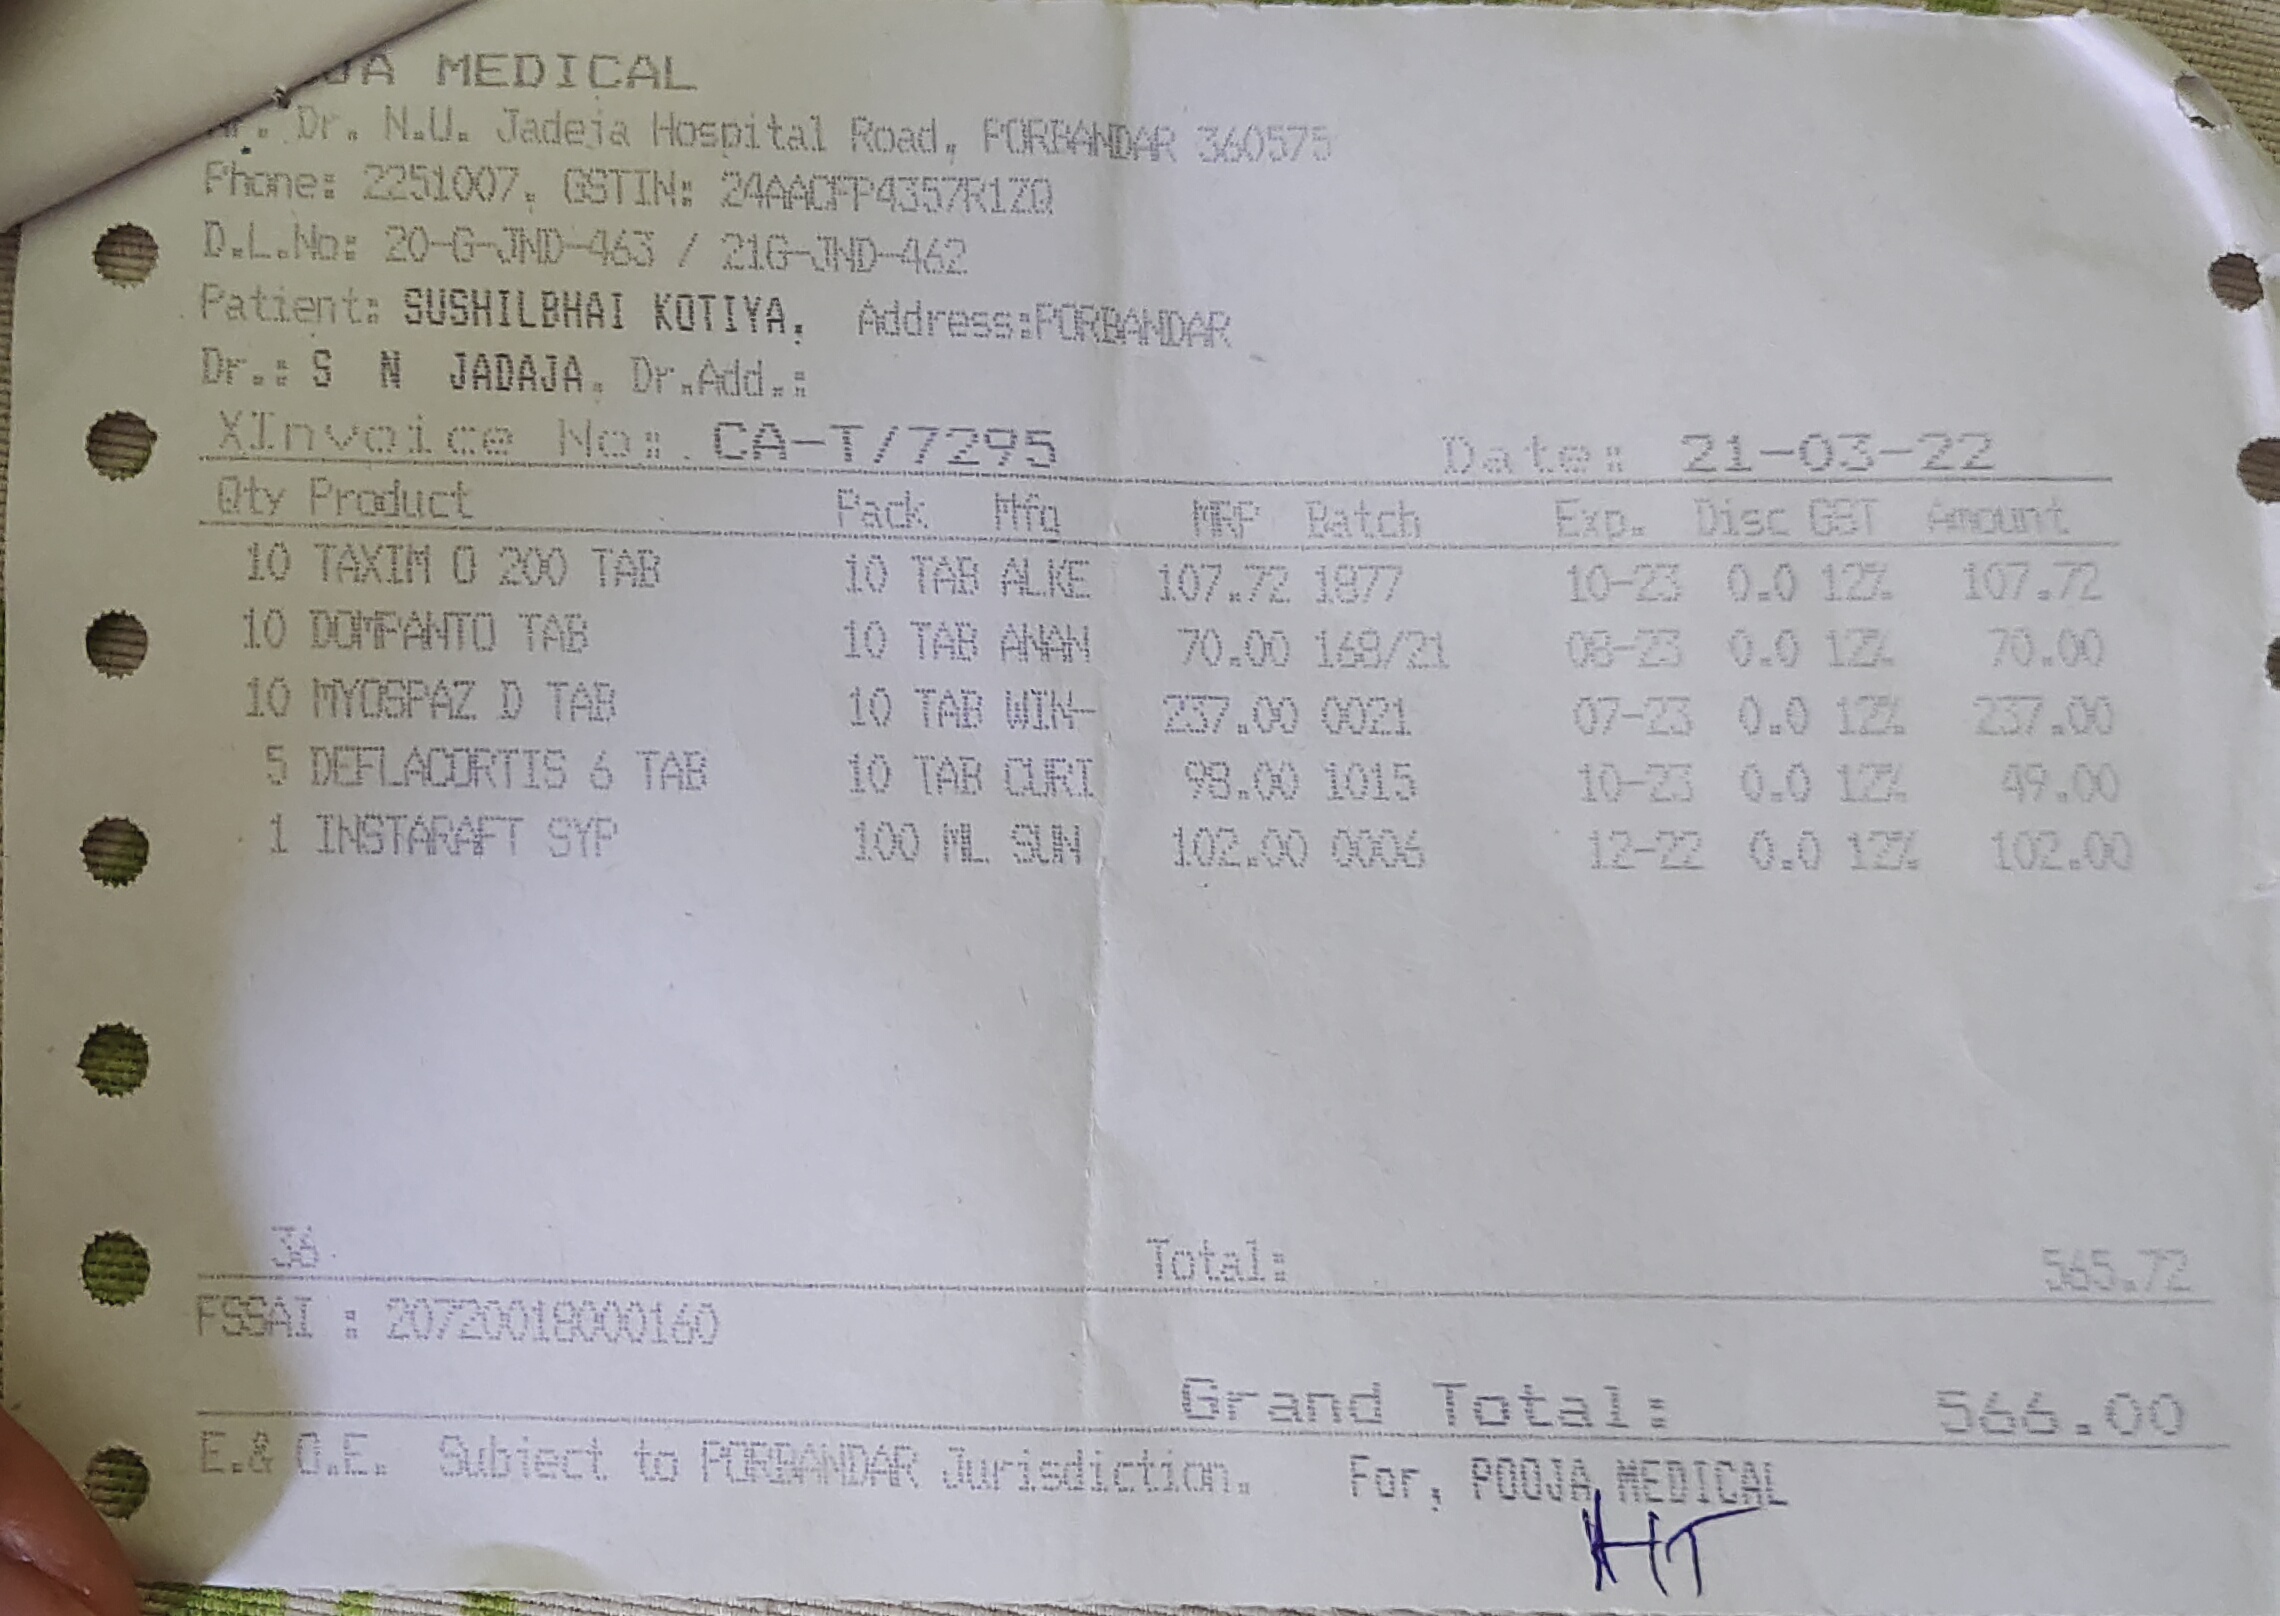 JA MEDICAL
Nr. Dr. N.U. Jadeja Hospital Road, PORBANDAR 360575
Phone: 2251007, GSTIN: 24AACFP4357R1ZQ
D.L.No: 20-G-JND-463 / 21G-JND-462
Patient: SUSHILBHAI KOTIYA, Address:PORBANDAR
Dr.: S N JADAJA, Dr.Add.:
XInvoice No: CA-T/7295 Date: 21-03-22
Qty Product Pack Mfg MRP Batch Exp. Disc GST Amount
10 TAXIM O 200 TAB 10 TAB ALKE 107.72 1877 10-23 0.0 12% 107.72
10 DOMPANTO TAB 10 TAB ANAN 70.00 168/21 08-23 0.0 12% 70.00
10 MYOSPAZ D TAB 10 TAB WIN- 237.00 0021 07-23 0.0 12% 237.00
5 DEFLACORTIS 6 TAB 10 TAB CURI 98.00 1015 10-23 0.0 12% 49.00
1 INSTARAFT SYP 100 ML SUN 102.00 0006 12-22 0.0 12% 102.00
36 Total: 565.72
FSSAI : 20720018000160
Grand Total: 566.00
E.& O.E. Subject to PORBANDAR Jurisdiction. For, POOJA MEDICAL